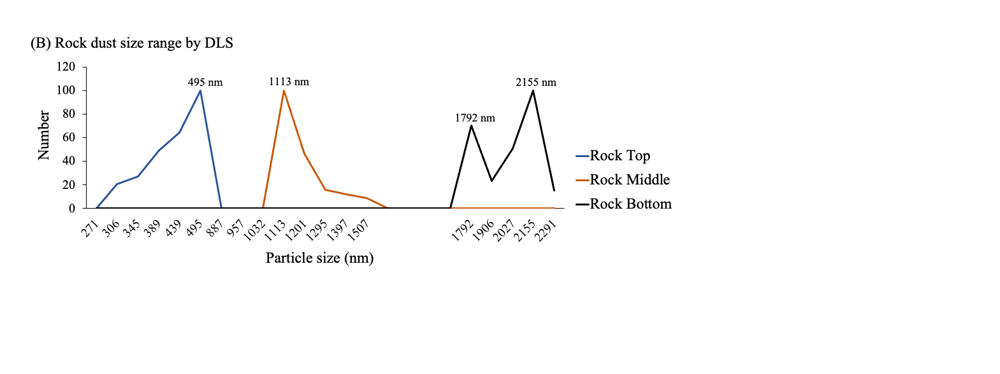 (B) Rock dust size range by DLS
120
100
80
60
40
20
0
Number
495 nm
1113 nm
1792 nm
2155 nm
271
306
345
389
439
495
887
957
1032
1113
1201
1295
1397
1507
1792
1906
2027
2155
2291
Particle size (nm)
Rock Top
Rock Middle
Rock Bottom